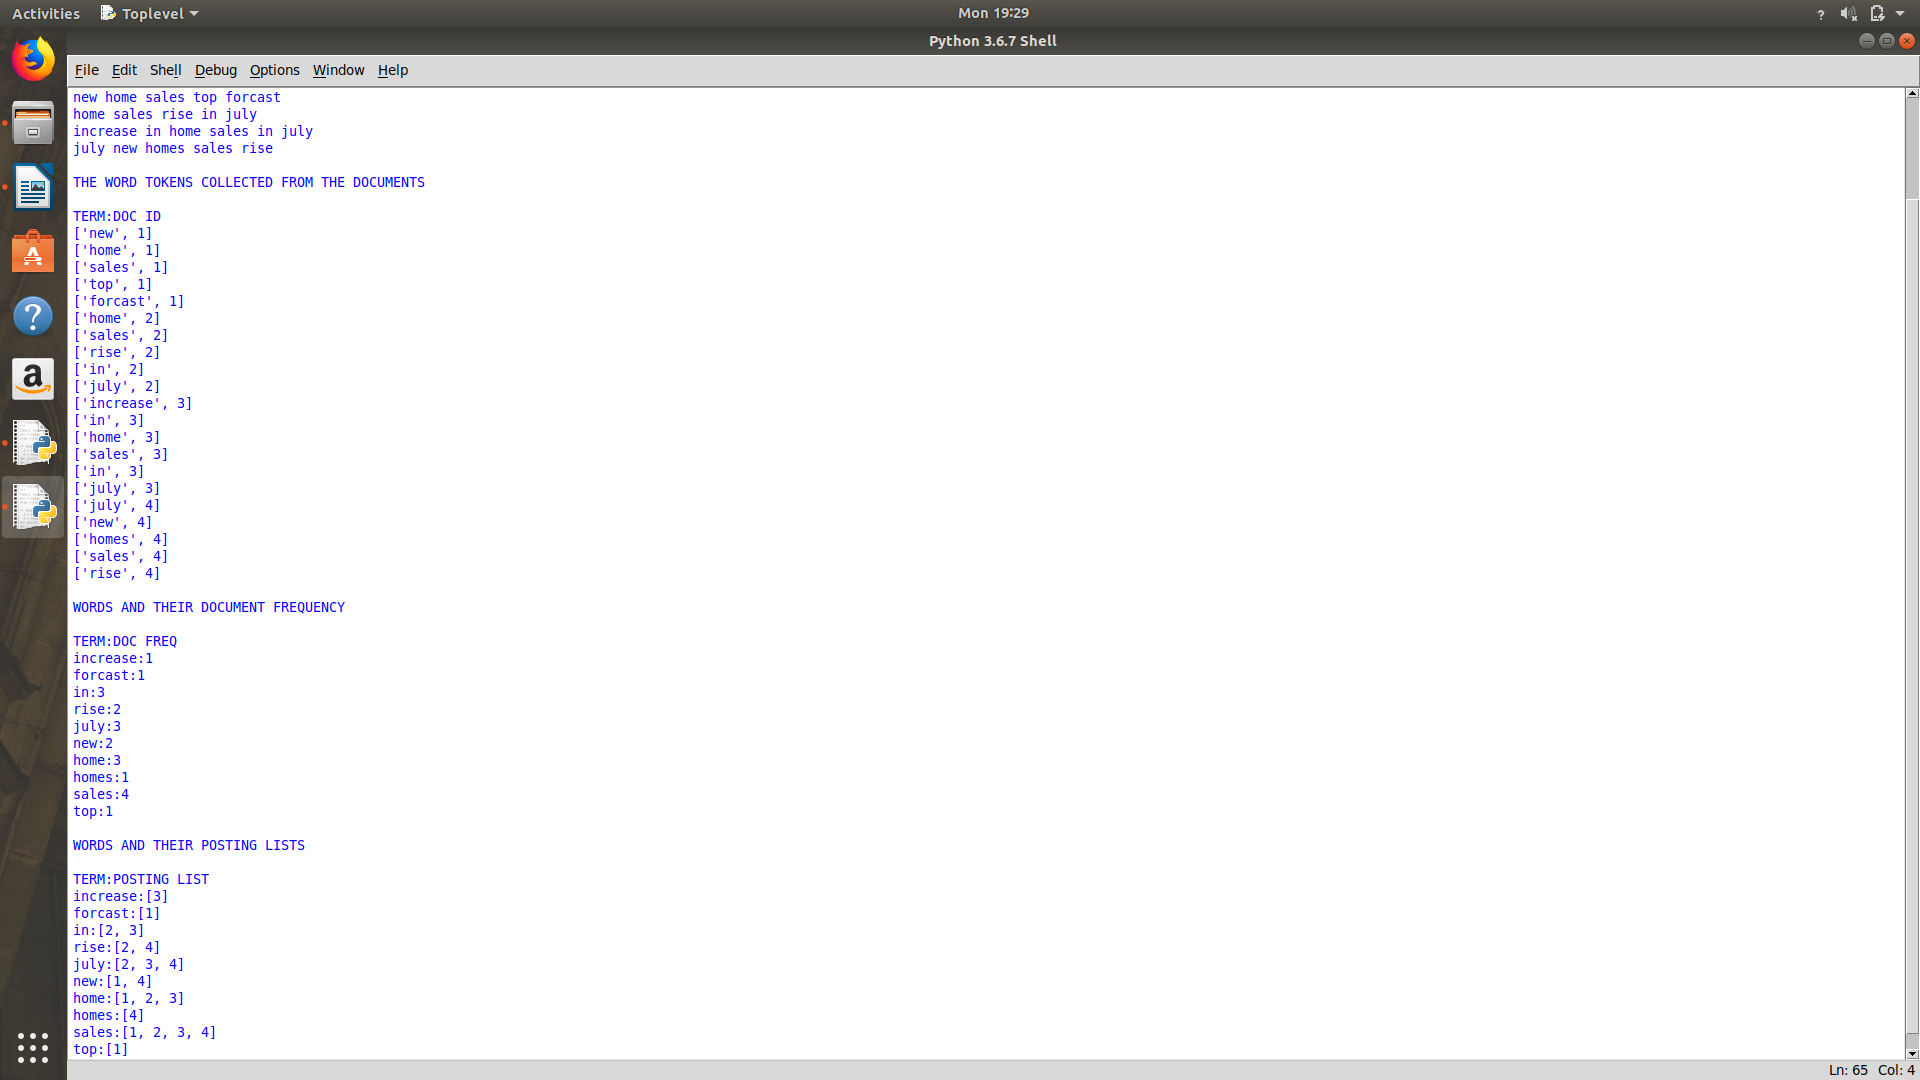 Activities Toplevel Mon 19:29 ?
Python 3.6.7 Shell
File Edit Shell Debug Options Window Help
new home sales top forcast
home sales rise in july
increase in home sales in july
july new homes sales rise
THE WORD TOKENS COLLECTED FROM THE DOCUMENTS
TERM:DOC ID
['new', 1]
['home', 1]
['sales', 1]
['top', 1]
['forcast', 1]
['home', 2]
['sales', 2]
['rise', 2]
['in', 2]
['july', 2]
['increase', 3]
['in', 3]
['home', 3]
['sales', 3]
['in', 3]
['july', 3]
['july', 4]
['new', 4]
['homes', 4]
['sales', 4]
['rise', 4]
WORDS AND THEIR DOCUMENT FREQUENCY
TERM:DOC FREQ
increase:1
forcast:1
in:3
rise:2
july:3
new:2
home:3
homes:1
sales:4
top:1
WORDS AND THEIR POSTING LISTS
TERM:POSTING LIST
increase:[3]
forcast:[1]
in:[2, 3]
rise:[2, 4]
july:[2, 3, 4]
new:[1, 4]
home:[1, 2, 3]
homes:[4]
sales:[1, 2, 3, 4]
top:[1]
Ln: 65 Col: 4